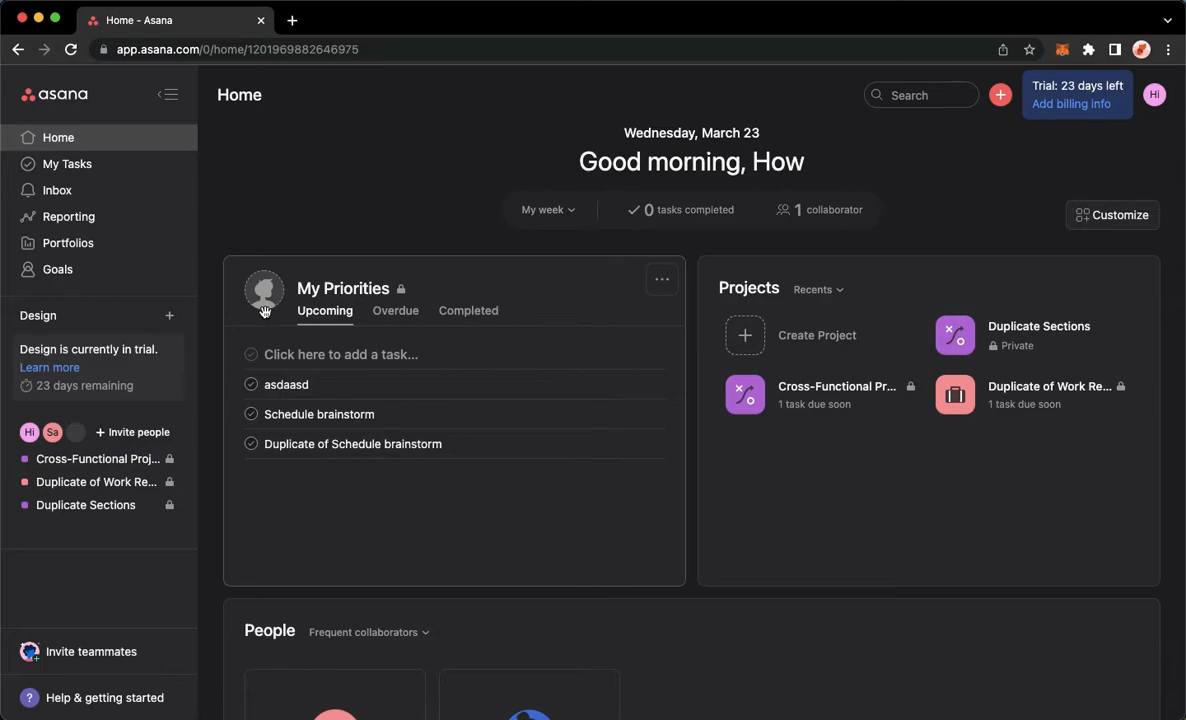 Home - Asana
app.asana.com/0/home/1201969882646975
asana
Home
Search
Trial: 23 days left
Add billing info
Hi
Home
My Tasks
Inbox
Reporting
Portfolios
Goals
Wednesday, March 23
Good morning, How
My week
0 tasks completed
1 collaborator
Customize
Design
Design is currently in trial.
Learn more
23 days remaining
Hi Sa Invite people
Cross-Functional Proj...
Duplicate of Work Re...
Duplicate Sections
My Priorities
Upcoming Overdue Completed
Click here to add a task...
asdaasd
Schedule brainstorm
Duplicate of Schedule brainstorm
Projects Recents
Create Project
Duplicate Sections
Private
Cross-Functional Pr...
1 task due soon
Duplicate of Work Re...
1 task due soon
People Frequent collaborators
Invite teammates
? Help & getting started